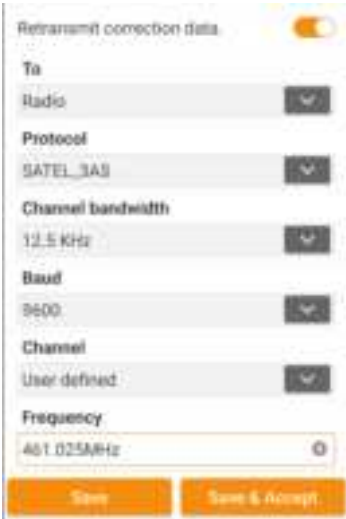 Retransmit correction data
To
Radio
Protocol
SATEL_3AS
Channel bandwidth
12.5 KHz
Baud
9600
Channel
User defined
Frequency
461.025MHz
Save
Save & Accept